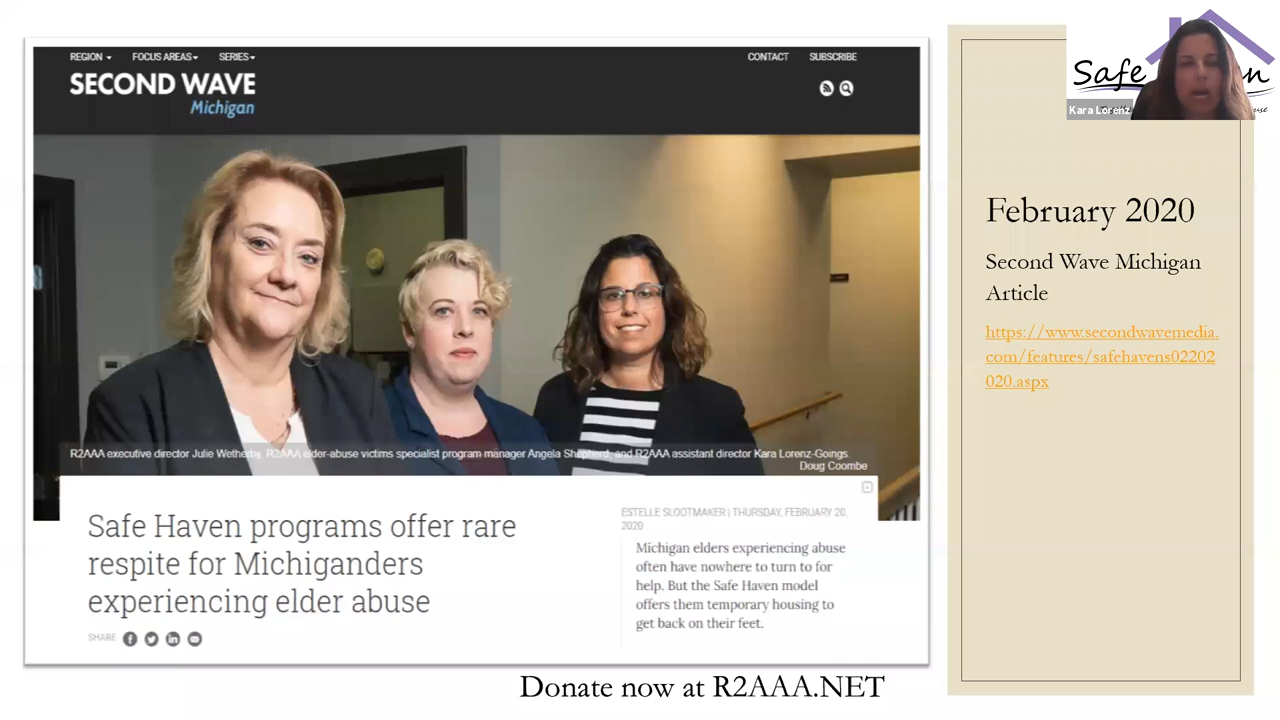 REGION FOCUS AREAS SERIES CONTACT SUBSCRIBE
SECOND WAVE
Michigan
R2AAA executive director Julie Wetherby, R2AAA elder-abuse victims specialist program manager Angela Shepherd, and R2AAA assistant director Kara Lorenz-Goings.
Doug Coombe
Safe Haven programs offer rare
respite for Michiganders
experiencing elder abuse
SHARE
ESTELLE SLOOTMAKER | THURSDAY, FEBRUARY 20,
2020
Michigan elders experiencing abuse
often have nowhere to turn to for
help. But the Safe Haven model
offers them temporary housing to
get back on their feet.
Donate now at R2AAA.NET
Safe
Kara Lorenz
February 2020
Second Wave Michigan
Article
https://www.secondwavemedia.
com/features/safehavens02202
020.aspx